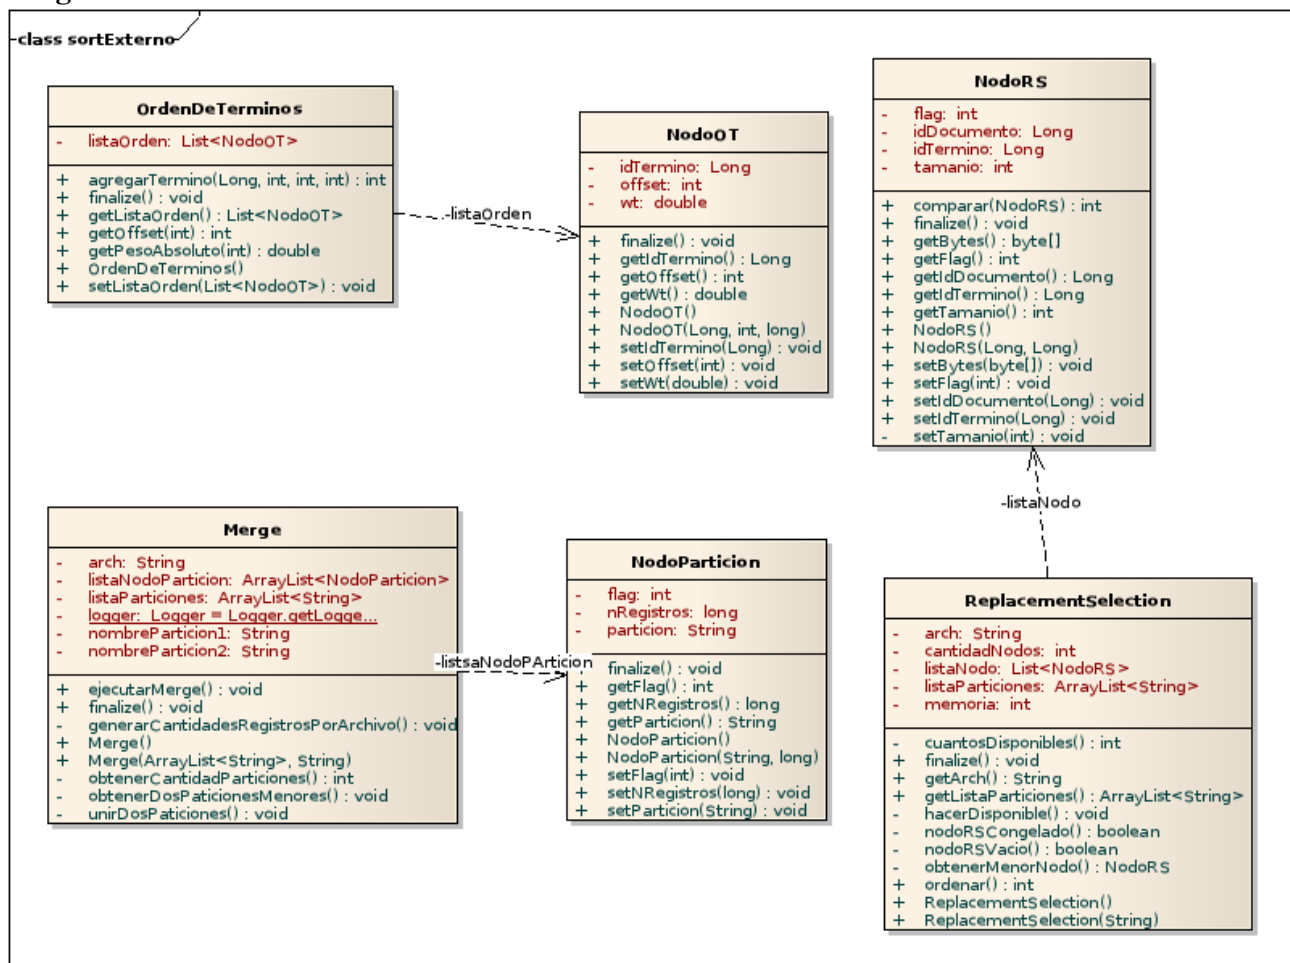 class sortExterno
OrdenDeTerminos
- listaOrden: List<NodoOT>
+ agregarTermino(Long, int, int, int) : int
+ finalize() : void
+ getListaOrden() : List<NodoOT>
+ getOffset(int) : int
+ getPesoAbsoluto(int) : double
+ OrdenDeTerminos()
+ setListaOrden(List<NodoOT>) : void
-listaOrden
NodoOT
- idTermino: Long
- offset: int
- wt: double
+ finalize() : void
+ getIdTermino() : Long
+ getOffset() : int
+ getWt() : double
+ NodoOT()
+ NodoOT(Long, int, long)
+ setIdTermino(Long) : void
+ setOffset(int) : void
+ setWt(double) : void
NodoRS
- flag: int
- idDocumento: Long
- idTermino: Long
- tamanio: int
+ comparar(NodoRS) : int
+ finalize() : void
+ getBytes() : byte[]
+ getFlag() : int
+ getIdDocumento() : Long
+ getIdTermino() : Long
+ getTamanio() : int
+ NodoRS()
+ NodoRS(Long, Long)
+ setBytes(byte[]) : void
+ setFlag(int) : void
+ setIdDocumento(Long) : void
+ setIdTermino(Long) : void
- setTamanio(int) : void
-listaNodo
Merge
- arch: String
- listaNodoParticion: ArrayList<NodoParticion>
- listaParticiones: ArrayList<String>
- logger: Logger = Logger.getLogge...
- nombreParticion1: String
- nombreParticion2: String
+ ejecutarMerge() : void
+ finalize() : void
- generarCantidadesRegistrosPorArchivo() : void
+ Merge()
+ Merge(ArrayList<String>, String)
- obtenerCantidadParticiones() : int
- obtenerDosPaticionesMenores() : void
- unirDosPaticiones() : void
-listsaNodoPArticion
NodoParticion
- flag: int
- nRegistros: long
- particion: String
finalize() : void
+ getFlag() : int
+ getNRegistros() : long
+ getParticion() : String
+ NodoParticion()
+ NodoParticion(String, long)
+ setFlag(int) : void
+ setNRegistros(long) : void
+ setParticion(String) : void
ReplacementSelection
- arch: String
- cantidadNodos: int
- listaNodo: List<NodoRS>
- listaParticiones: ArrayList<String>
- memoria: int
- cuantosDisponibles() : int
+ finalize() : void
+ getArch() : String
+ getListaParticiones() : ArrayList<String>
- hacerDisponible() : void
- nodoRSCongelado() : boolean
- nodoRSVacio() : boolean
- obtenerMenorNodo() : NodoRS
+ ordenar() : int
+ ReplacementSelection()
+ ReplacementSelection(String)